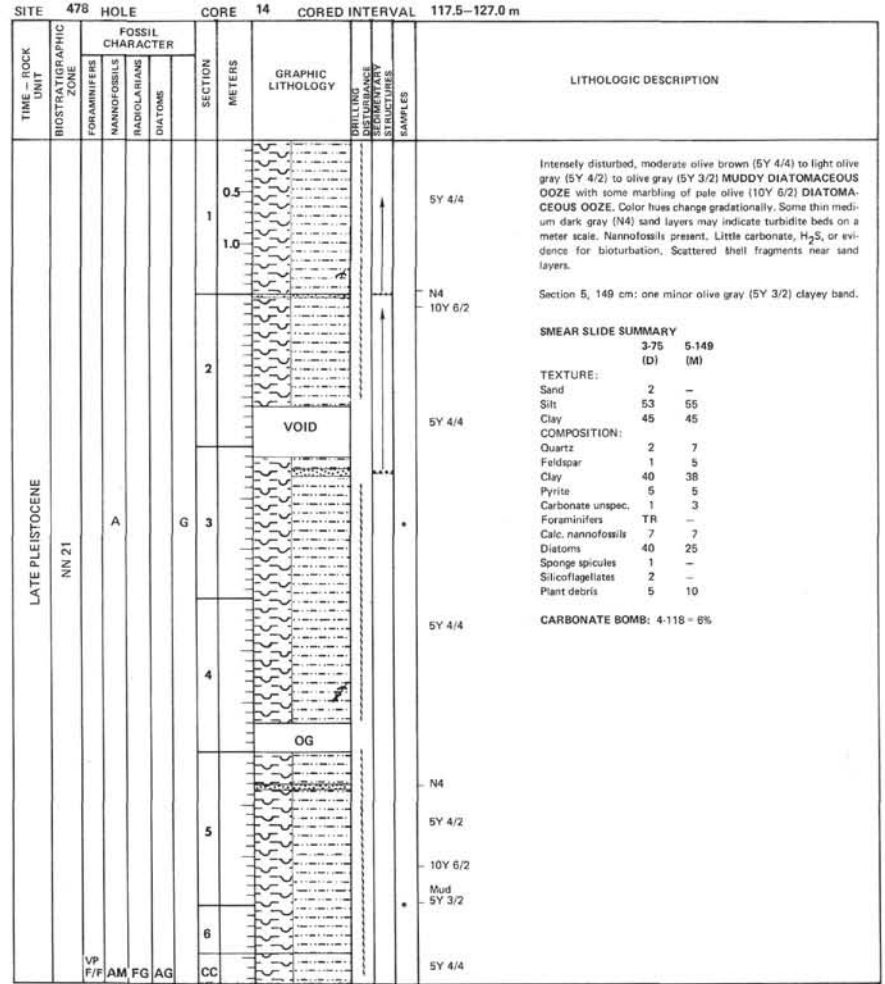 SITE 478 HOLE CORE 14 CORED INTERVAL 117.5–127.0 m
TIME – ROCK UNIT
BIOSTRATIGRAPHIC ZONE
FOSSIL CHARACTER
FORAMINIFERS
NANNOFOSSILS
RADIOLARIANS
DIATOMS
SECTION
METERS
GRAPHIC LITHOLOGY
DRILLING DISTURBANCE
SEDIMENTARY STRUCTURES
SAMPLES
LITHOLOGIC DESCRIPTION
LATE PLEISTOCENE
NN 21
A
G
VP
F/F AM FG AG
1
0.5
1.0
2
VOID
3
4
OG
5
6
CC
5Y 4/4
N4
10Y 6/2
5Y 4/4
*
5Y 4/4
N4
5Y 4/2
10Y 6/2
Mud
* 5Y 3/2
5Y 4/4
Intensely disturbed, moderate olive brown (5Y 4/4) to light olive
gray (5Y 4/2) to olive gray (5Y 3/2) MUDDY DIATOMACEOUS
OOZE with some marbling of pale olive (10Y 6/2) DIATOMA-
CEOUS OOZE. Color hues change gradationally. Some thin medi-
um dark gray (N4) sand layers may indicate turbidite beds on a
meter scale. Nannofossils present. Little carbonate, H2S, or evi-
dence for bioturbation, Scattered shell fragments near sand
layers.
Section 5, 149 cm: one minor olive gray (5Y 3/2) clayey band.
SMEAR SLIDE SUMMARY
3-75 5-149
(D) (M)
TEXTURE:
Sand 2 –
Silt 53 55
Clay 45 45
COMPOSITION:
Quartz 2 7
Feldspar 1 5
Clay 40 38
Pyrite 5 5
Carbonate unspec. 1 3
Foraminifers TR –
Calc. nannofossils 7 7
Diatoms 40 25
Sponge spicules 1 –
Silicoflagellates 2 –
Plant debris 5 10
CARBONATE BOMB: 4-118 = 6%